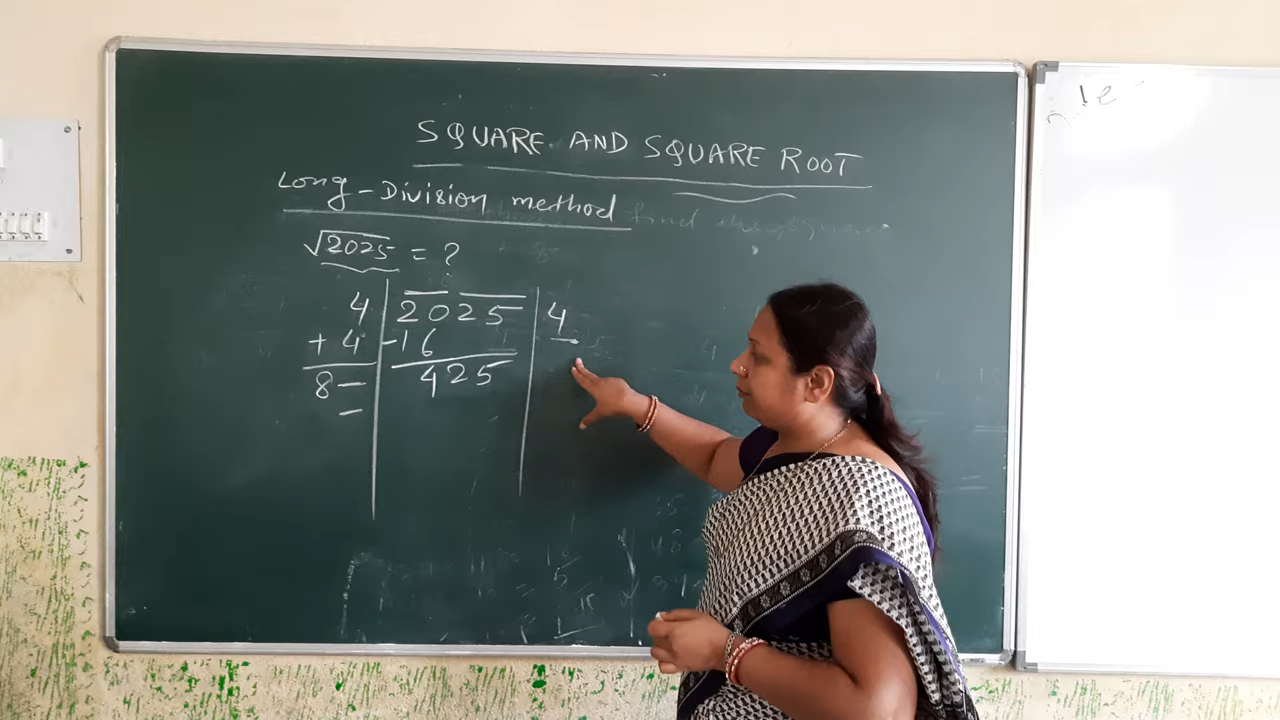 SQUARE AND SQUARE ROOT
Long-Division method
√2025 = ?
4 2025 4
+4 -16
8 425